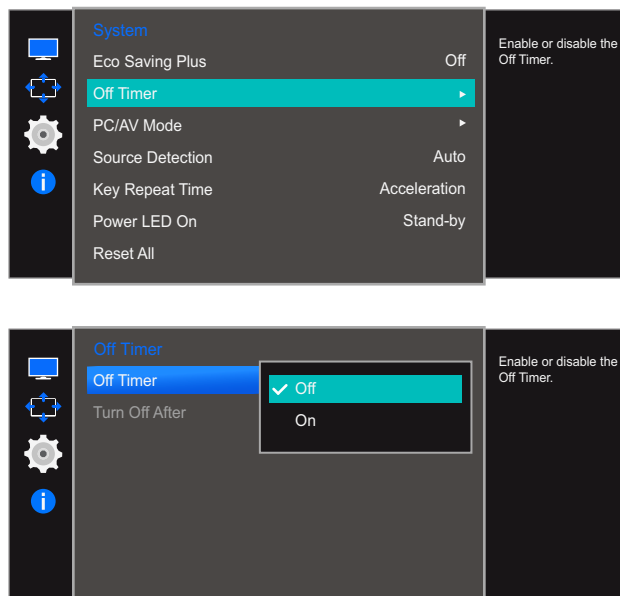 System
Eco Saving Plus Off
Enable or disable the
Off Timer.
Off Timer
PC/AV Mode
Source Detection Auto
Key Repeat Time Acceleration
Power LED On Stand-by
Reset All
Off Timer
Off Timer
Off
Enable or disable the
Off Timer.
Turn Off After
On